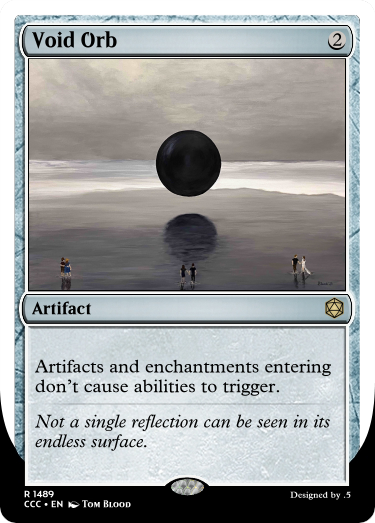 Void Orb
2
Artifact
Artifacts and enchantments entering
don't cause abilities to trigger.
Not a single reflection can be seen in its
endless surface.
R 1489
CCC • EN Tom Blood
Designed by .5